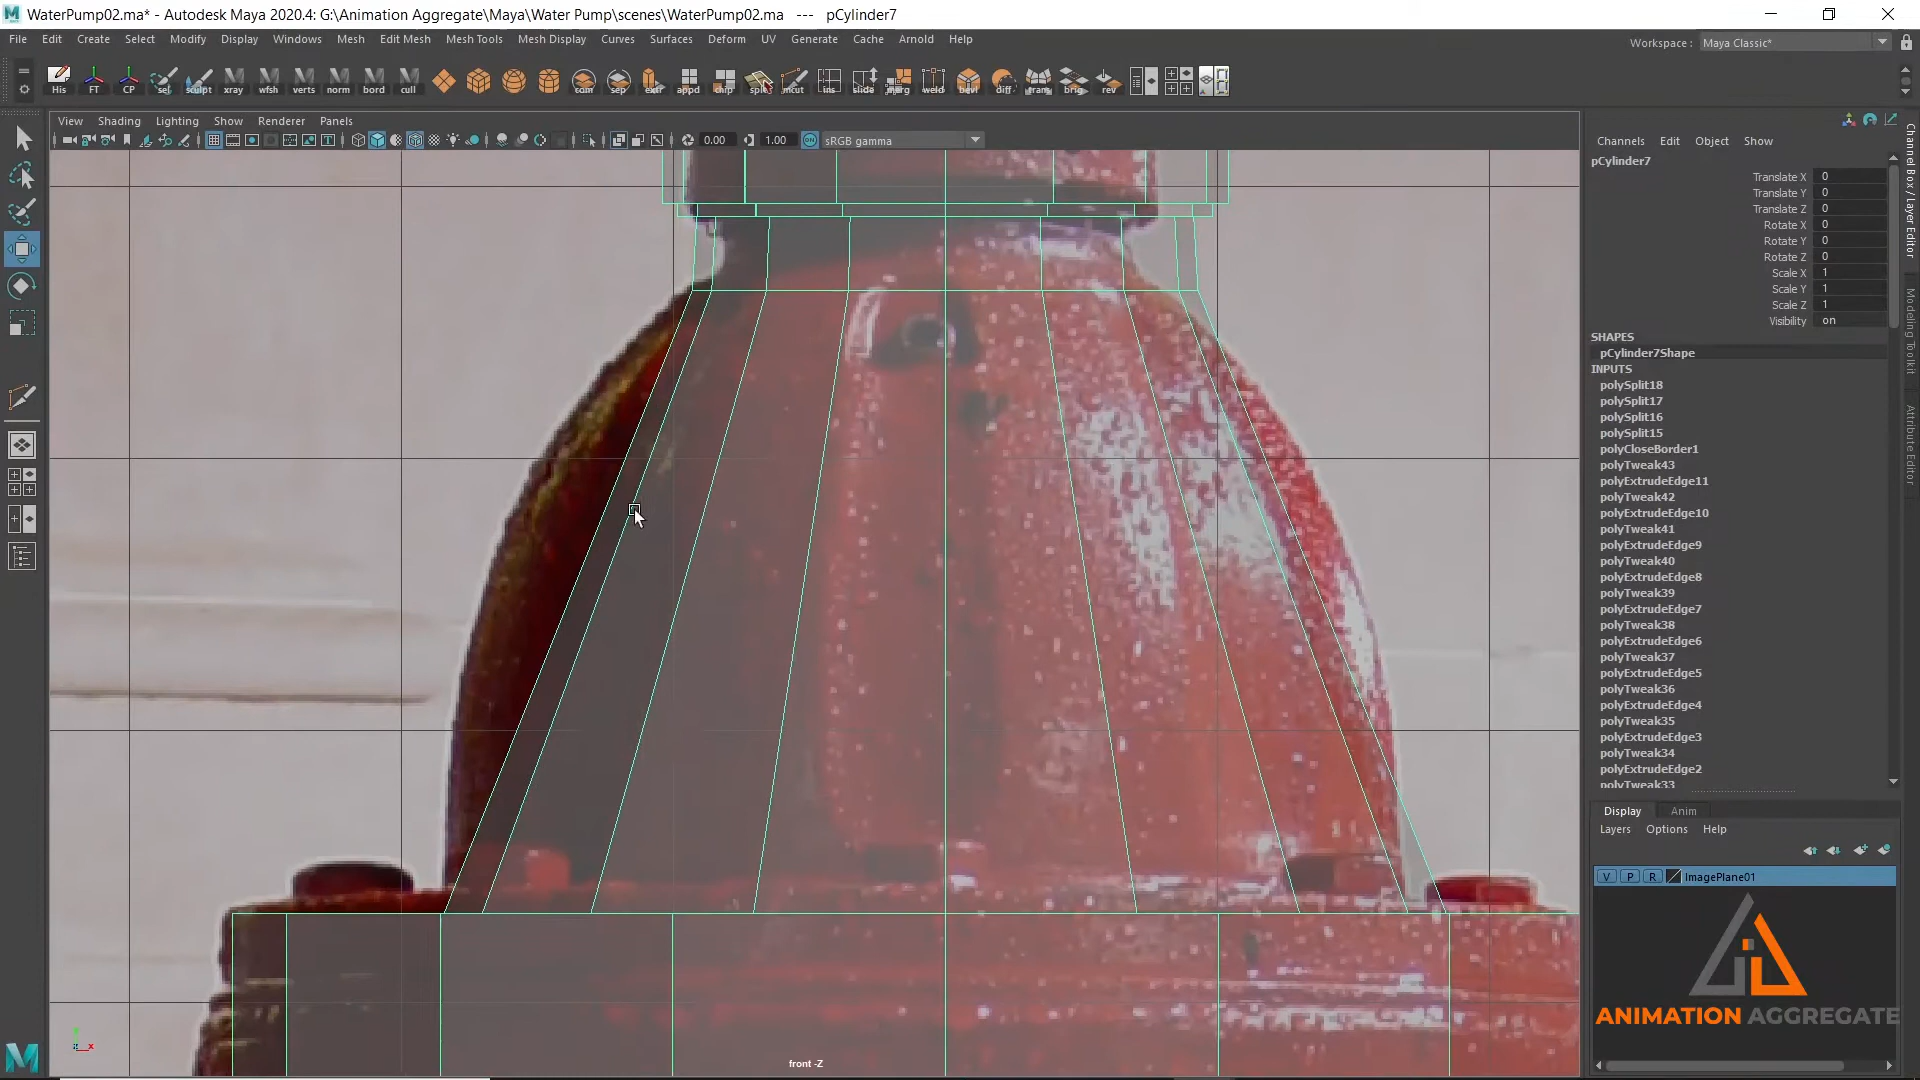 WaterPump02.ma* - Autodesk Maya 2020.4: G:\Animation Aggregate\Maya\Water Pump\scenes\WaterPump02.ma --- pCylinder7
File Edit Create Select Modify Display Windows Mesh Edit Mesh Mesh Tools Mesh Display Curves Surfaces Deform UV Generate Cache Arnold Help
Workspace : Maya Classic*
His FT CP sel sculpt xray wfsh verts norm bord cull com sep extr appd chip split mcut ins slide merg weld bevl diff trans brig rev
View Shading Lighting Show Renderer Panels
0.00 1.00 sRGB gamma
Channels Edit Object Show
pCylinder7
Translate X 0
Translate Y 0
Translate Z 0
Rotate X 0
Rotate Y 0
Rotate Z 0
Scale X 1
Scale Y 1
Scale Z 1
Visibility on
SHAPES
pCylinder7Shape
INPUTS
polySplit18
polySplit17
polySplit16
polySplit15
polyCloseBorder1
polyTweak43
polyExtrudeEdge11
polyTweak42
polyExtrudeEdge10
polyTweak41
polyExtrudeEdge9
polyTweak40
polyExtrudeEdge8
polyTweak39
polyExtrudeEdge7
polyTweak38
polyExtrudeEdge6
polyTweak37
polyExtrudeEdge5
polyTweak36
polyExtrudeEdge4
polyTweak35
polyExtrudeEdge3
polyTweak34
polyExtrudeEdge2
polyTweak33
Display Anim
Layers Options Help
V P R ImagePlane01
ANIMATION AGGREGATE
Channel Box / Layer Editor
Modeling Toolkit
Attribute Editor
front -Z